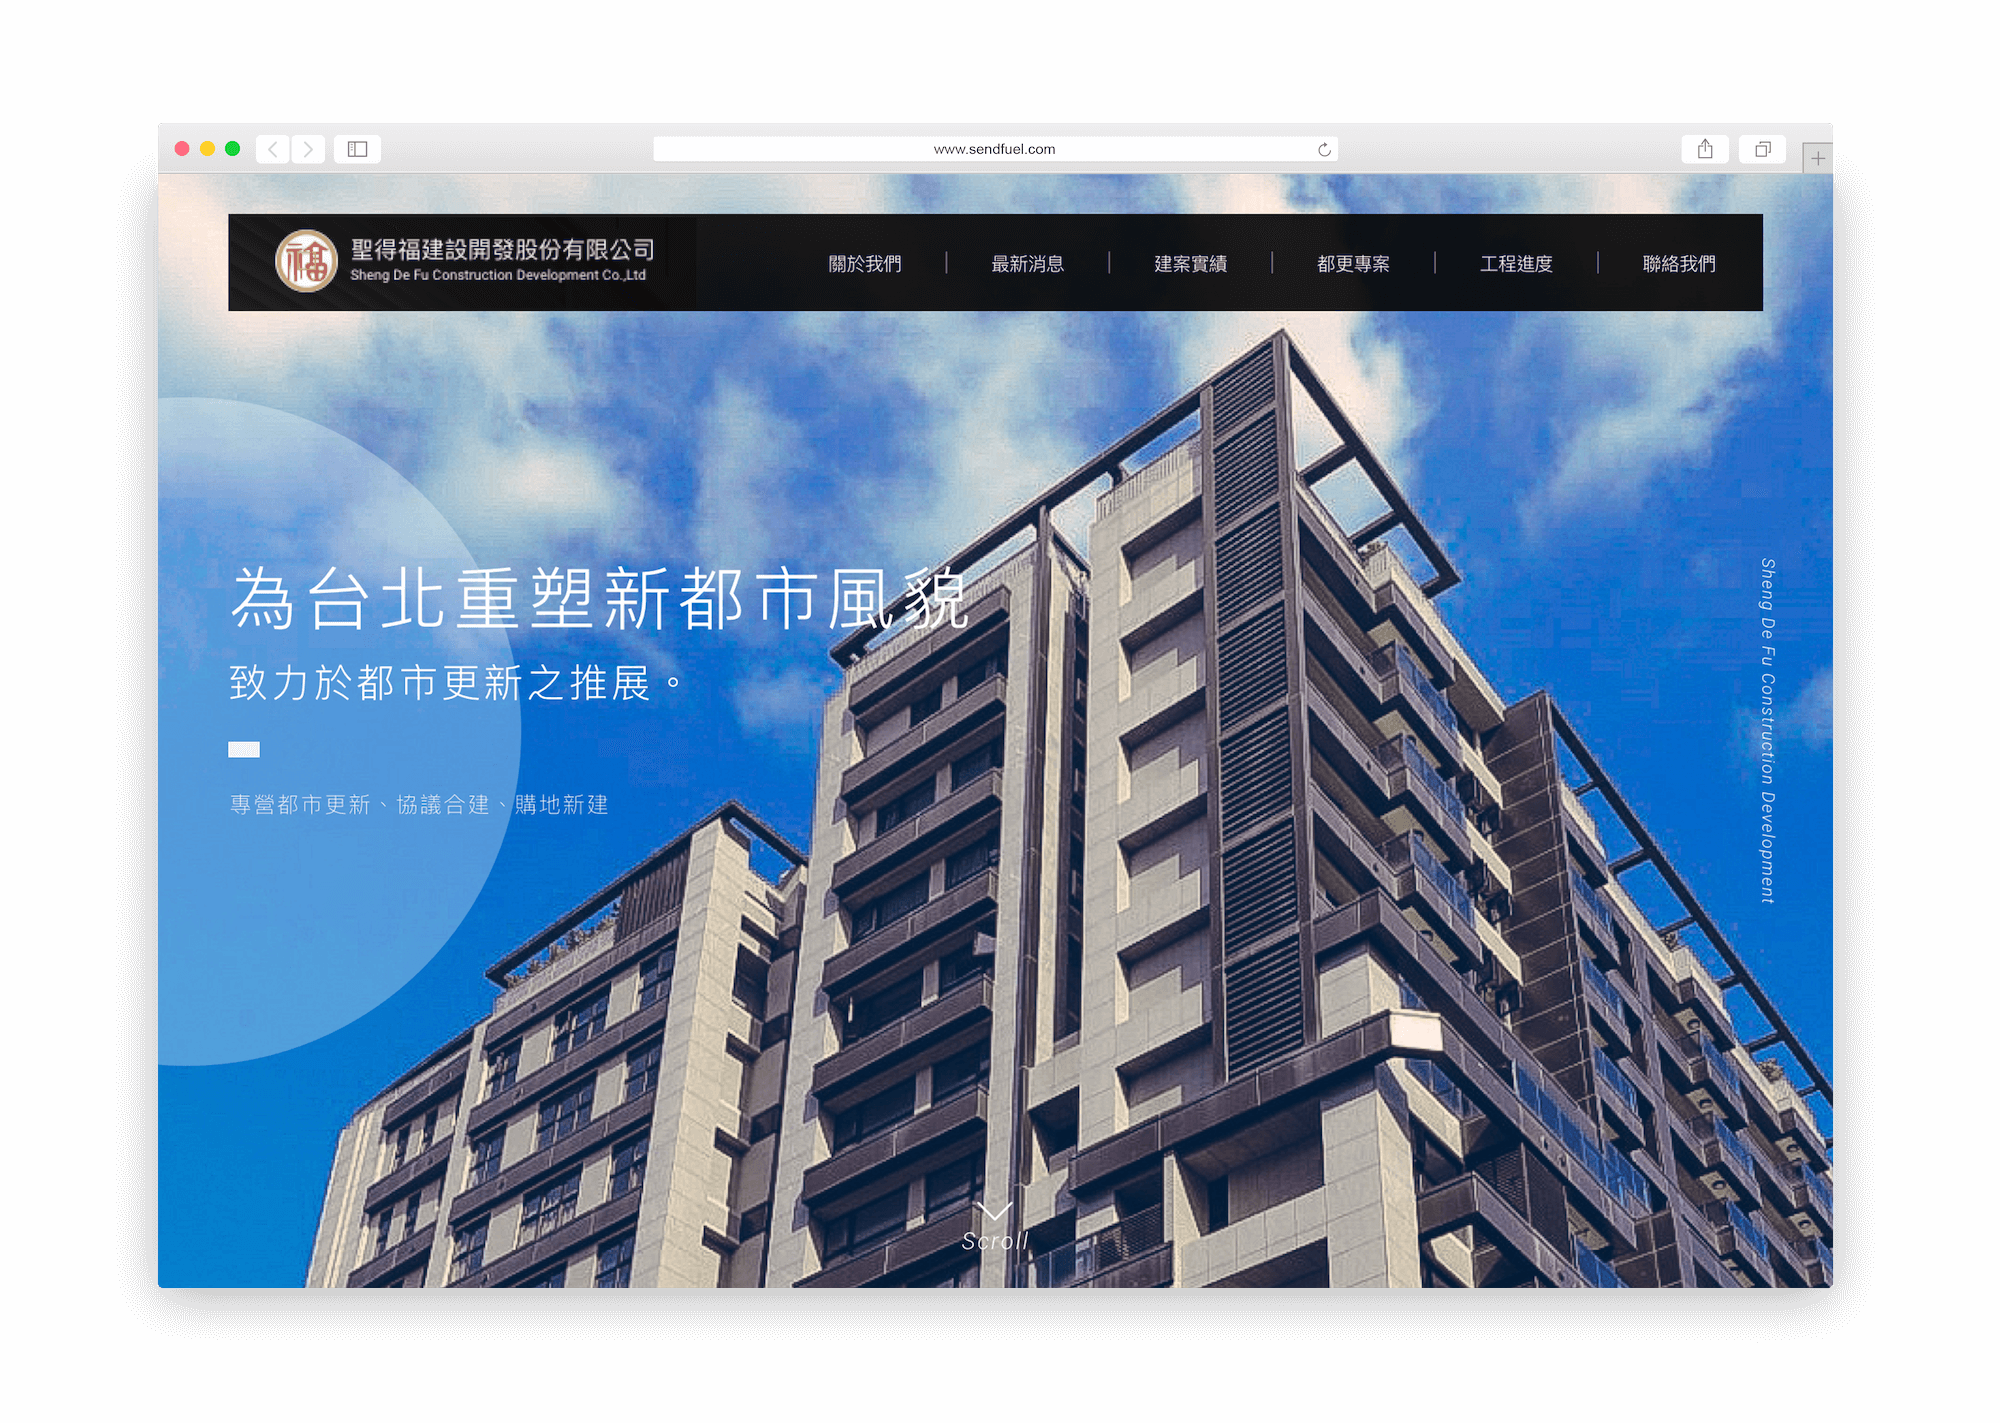 www.sendfuel.com
福
聖得福建設開發股份有限公司
Sheng De Fu Construction Development Co.,Ltd
關於我們 | 最新消息 | 建案實績 | 都更專案 | 工程進度 | 聯絡我們
為台北重塑新都市風貌
致力於都市更新之推展。
專營都市更新、協議合建、購地新建
Sheng De Fu Construction Development
Scroll